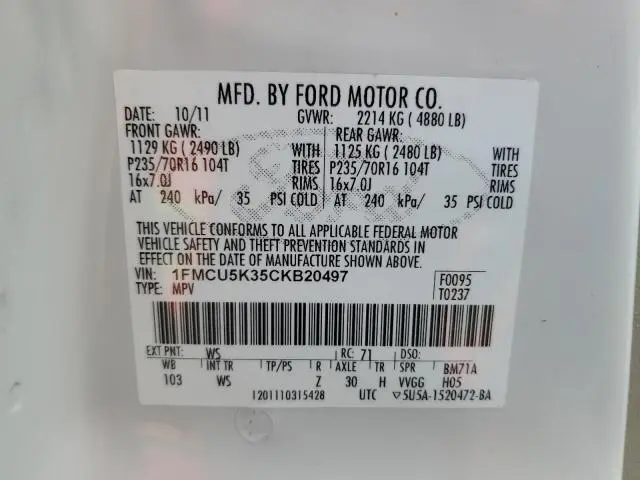 MFD. BY FORD MOTOR CO.
DATE: 10/11 GVWR: 2214 KG ( 4880 LB)
FRONT GAWR: REAR GAWR:
1129 KG ( 2490 LB) WITH 1125 KG ( 2480 LB) WITH
P235/70R16 104T TIRES P235/70R16 104T TIRES
16x7.0J RIMS 16x7.0J RIMS
AT 240 kPa/ 35 PSI COLD AT 240 kPa/ 35 PSI COLD
THIS VEHICLE CONFORMS TO ALL APPLICABLE FEDERAL MOTOR
VEHICLE SAFETY AND THEFT PREVENTION STANDARDS IN
EFFECT ON THE DATE OF MANUFACTURE SHOWN ABOVE.
VIN: 1FMCU5K35CKB20497 F0095
TYPE: MPV T0237
EXT PNT: WS RC: 71 DSO:
WB INT TR TP/PS R AXLE TR SPR BM71A
103 WS Z 30 H VVGG H05
I201110315428 UTC ▽5U5A-1520472-BA